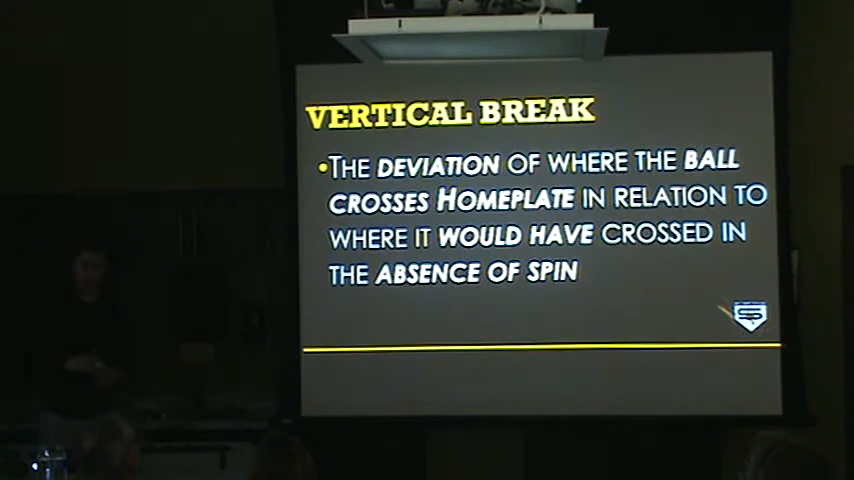 VERTICAL BREAK
•THE DEVIATION OF WHERE THE BALL
CROSSES HOMEPLATE IN RELATION TO
WHERE IT WOULD HAVE CROSSED IN
THE ABSENCE OF SPIN
S